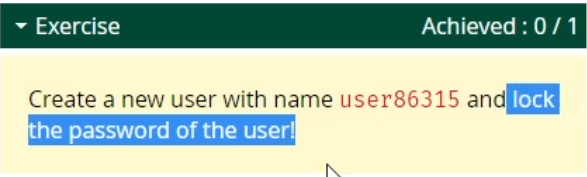 Exercise Achieved : 0 / 1
Create a new user with name user86315 and lock
the password of the user!